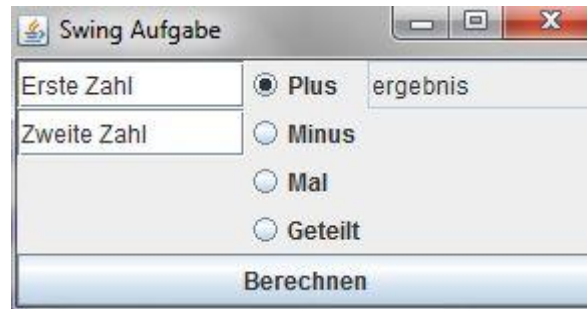 Swing Aufgabe
Erste Zahl Plus ergebnis
Zweite Zahl Minus
Mal
Geteilt
Berechnen